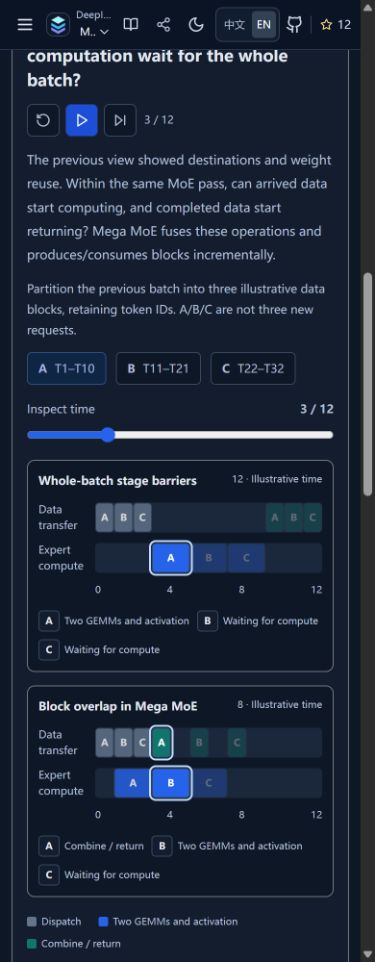 Deepl...
M..
中文
EN
12
computation wait for the whole
batch?
3 / 12
The previous view showed destinations and weight
reuse. Within the same MoE pass, can arrived data
start computing, and completed data start
returning? Mega MoE fuses these operations and
produces/consumes blocks incrementally.
Partition the previous batch into three illustrative data
blocks, retaining token IDs. A/B/C are not three new
requests.
A T1–T10
B T11–T21
C T22–T32
Inspect time
3 / 12
Whole-batch stage barriers
12 · Illustrative time
Data
transfer
A B C
A B C
Expert
compute
A B C
0 4 8 12
A Two GEMMs and activation
B Waiting for compute
C Waiting for compute
Block overlap in Mega MoE
8 · Illustrative time
Data
transfer
A B C A B C
Expert
compute
A B C
0 4 8 12
A Combine / return
B Two GEMMs and activation
C Waiting for compute
Dispatch
Two GEMMs and activation
Combine / return